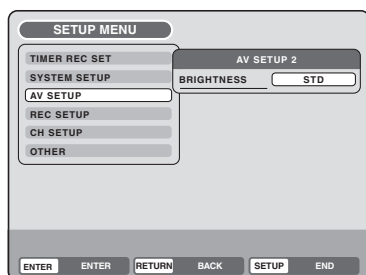 SETUP MENU
TIMER REC SET
SYSTEM SETUP
AV SETUP
REC SETUP
CH SETUP
OTHER
AV SETUP 2
BRIGHTNESS STD
ENTER ENTER RETURN BACK SETUP END